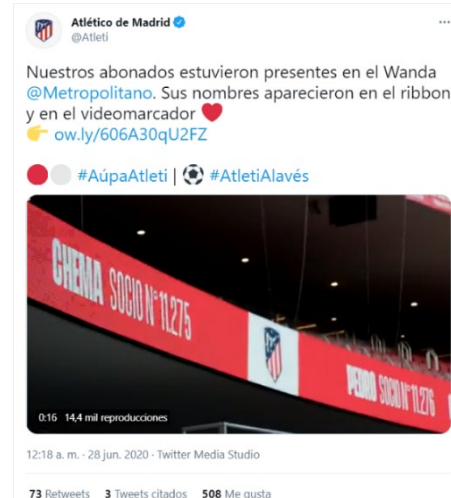 Atlético de Madrid
@Atleti
Nuestros abonados estuvieron presentes en el Wanda
@Metropolitano. Sus nombres aparecieron en el ribbon
y en el videomarcador ❤️
👉 ow.ly/606A30qU2FZ
🔴⚪ #AúpaAtleti | ⚽ #AtletiAlavés
CHEMA SOCIO Nº 11.275
PEDRO SOCIO Nº 11.276
0:16 14,4 mil reproducciones
12:18 a. m. · 28 jun. 2020 · Twitter Media Studio
73 Retweets 3 Tweets citados 508 Me gusta